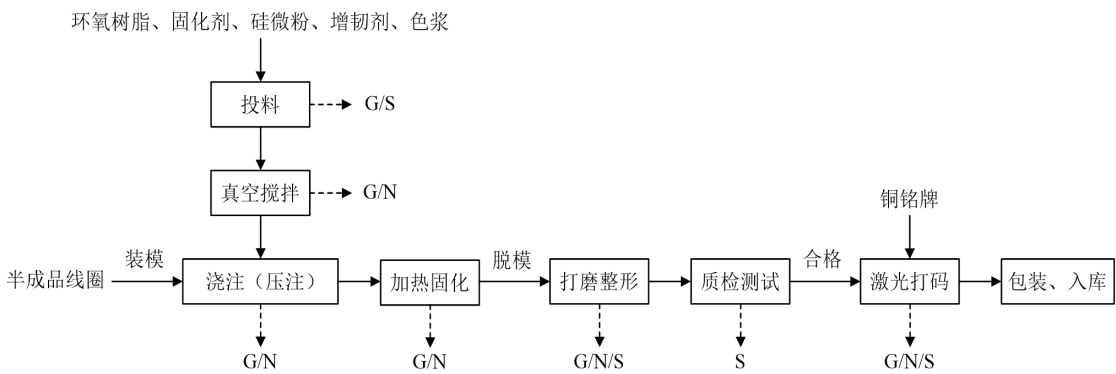 环氧树脂、固化剂、硅微粉、增韧剂、色浆
投料
G/S
真空搅拌
G/N
铜铭牌
半成品线圈
装模
浇注（压注）
加热固化
脱模
打磨整形
质检测试
合格
激光打码
包装、入库
G/N
G/N
G/N/S
S
G/N/S